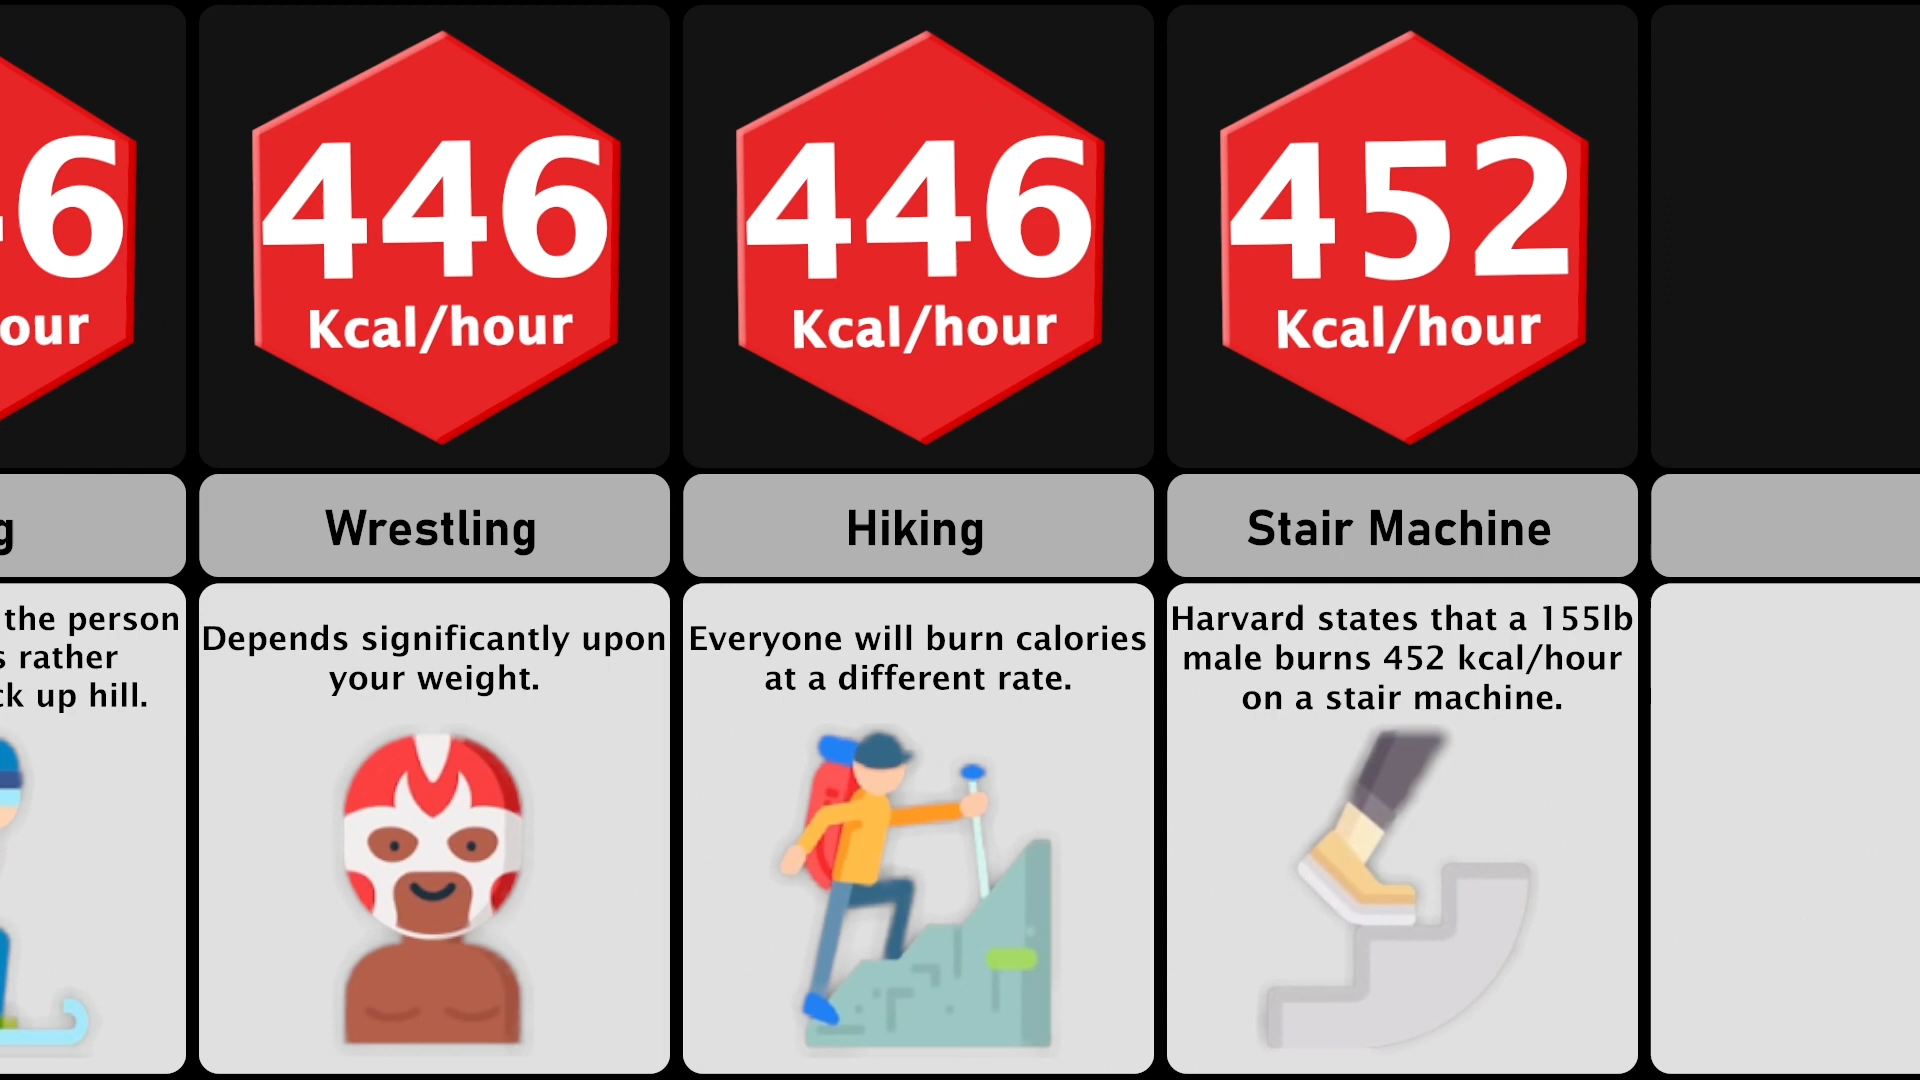 6
our
g
the person
s rather
ck up hill.
446
Kcal/hour
Wrestling
Depends significantly upon
your weight.
446
Kcal/hour
Hiking
Everyone will burn calories
at a different rate.
452
Kcal/hour
Stair Machine
Harvard states that a 155lb
male burns 452 kcal/hour
on a stair machine.